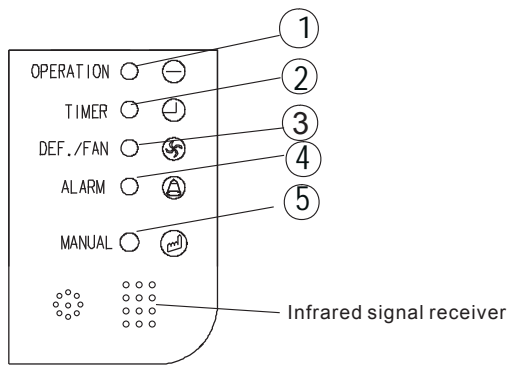 1
OPERATION
2
TIMER
3
DEF./FAN
4
ALARM
5
MANUAL
Infrared signal receiver